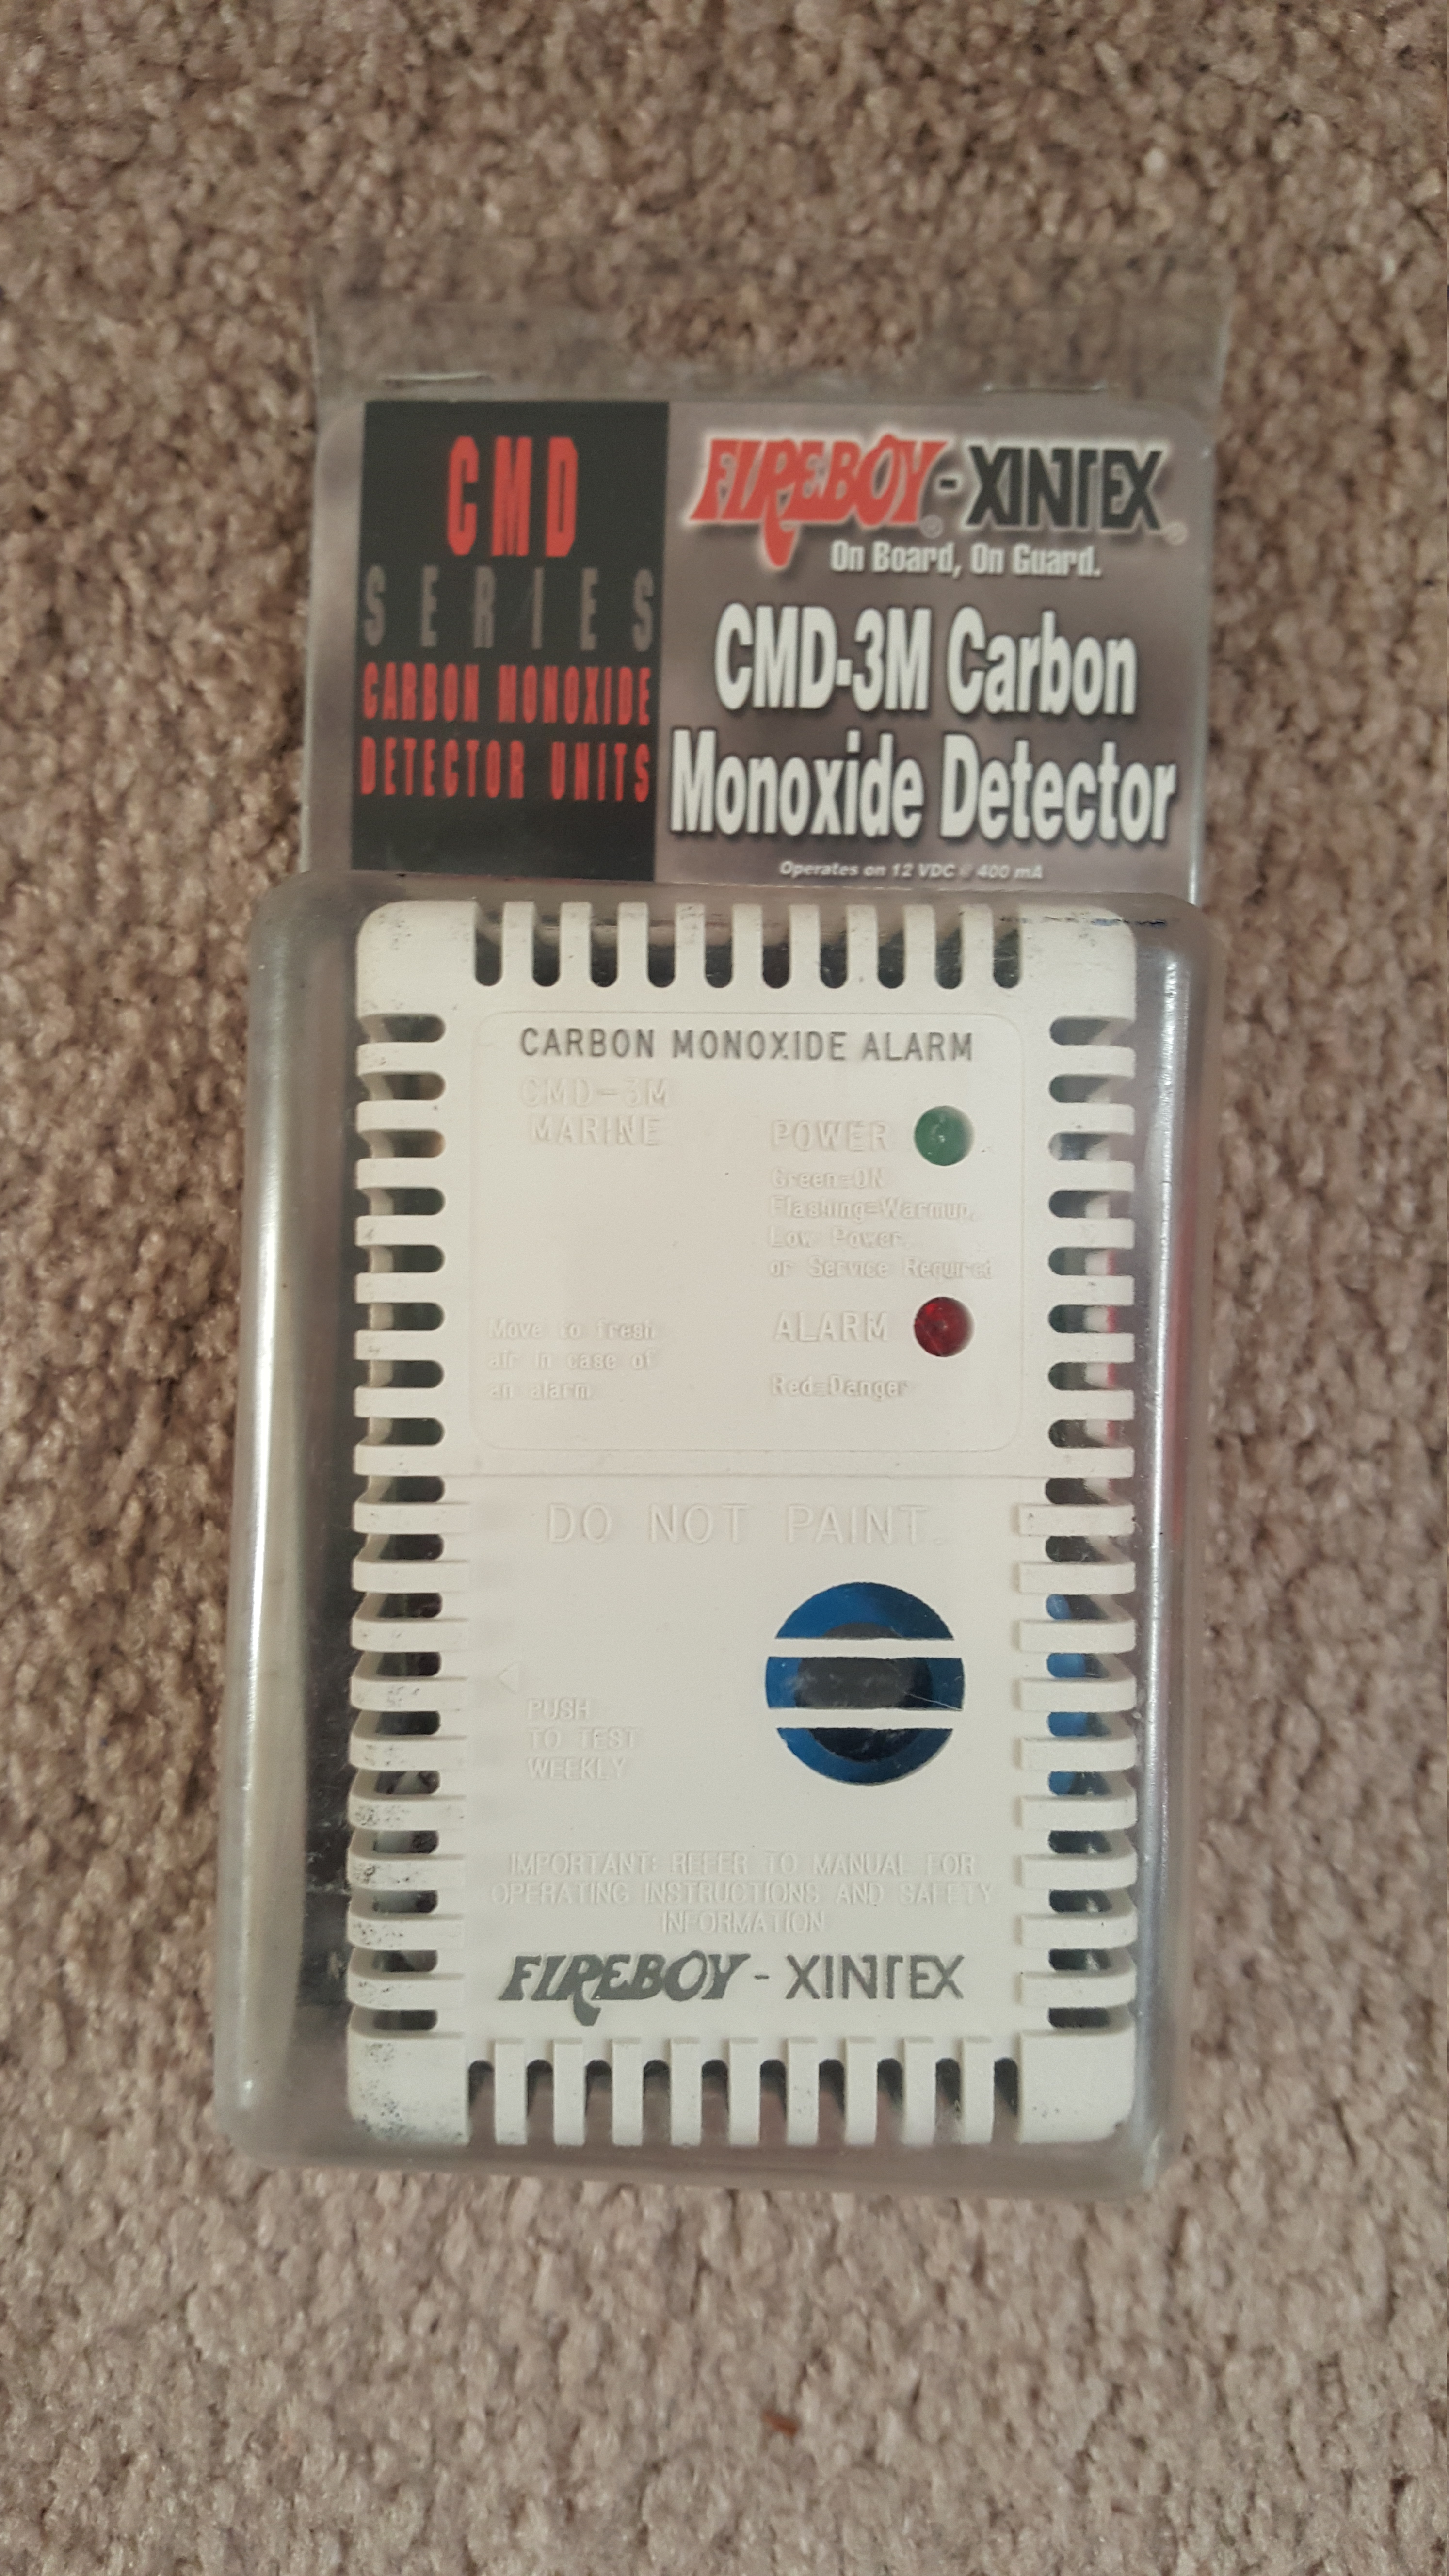 CMD
SERIES
CARBON MONOXIDE
DETECTOR UNITS
FIREBOY®-XINTEX®
On Board, On Guard.
CMD-3M Carbon
Monoxide Detector
Operates on 12 VDC @ 400 mA
CARBON MONOXIDE ALARM
CMD-3M
MARINE
POWER
Green=ON
Flashing=Warmup,
Low Power,
or Service Required
Move to fresh
air in case of
an alarm
ALARM
Red=Danger
DO NOT PAINT.
PUSH
TO TEST
WEEKLY
IMPORTANT: REFER TO MANUAL FOR
OPERATING INSTRUCTIONS AND SAFETY
INFORMATION
FIREBOY - XINTEX